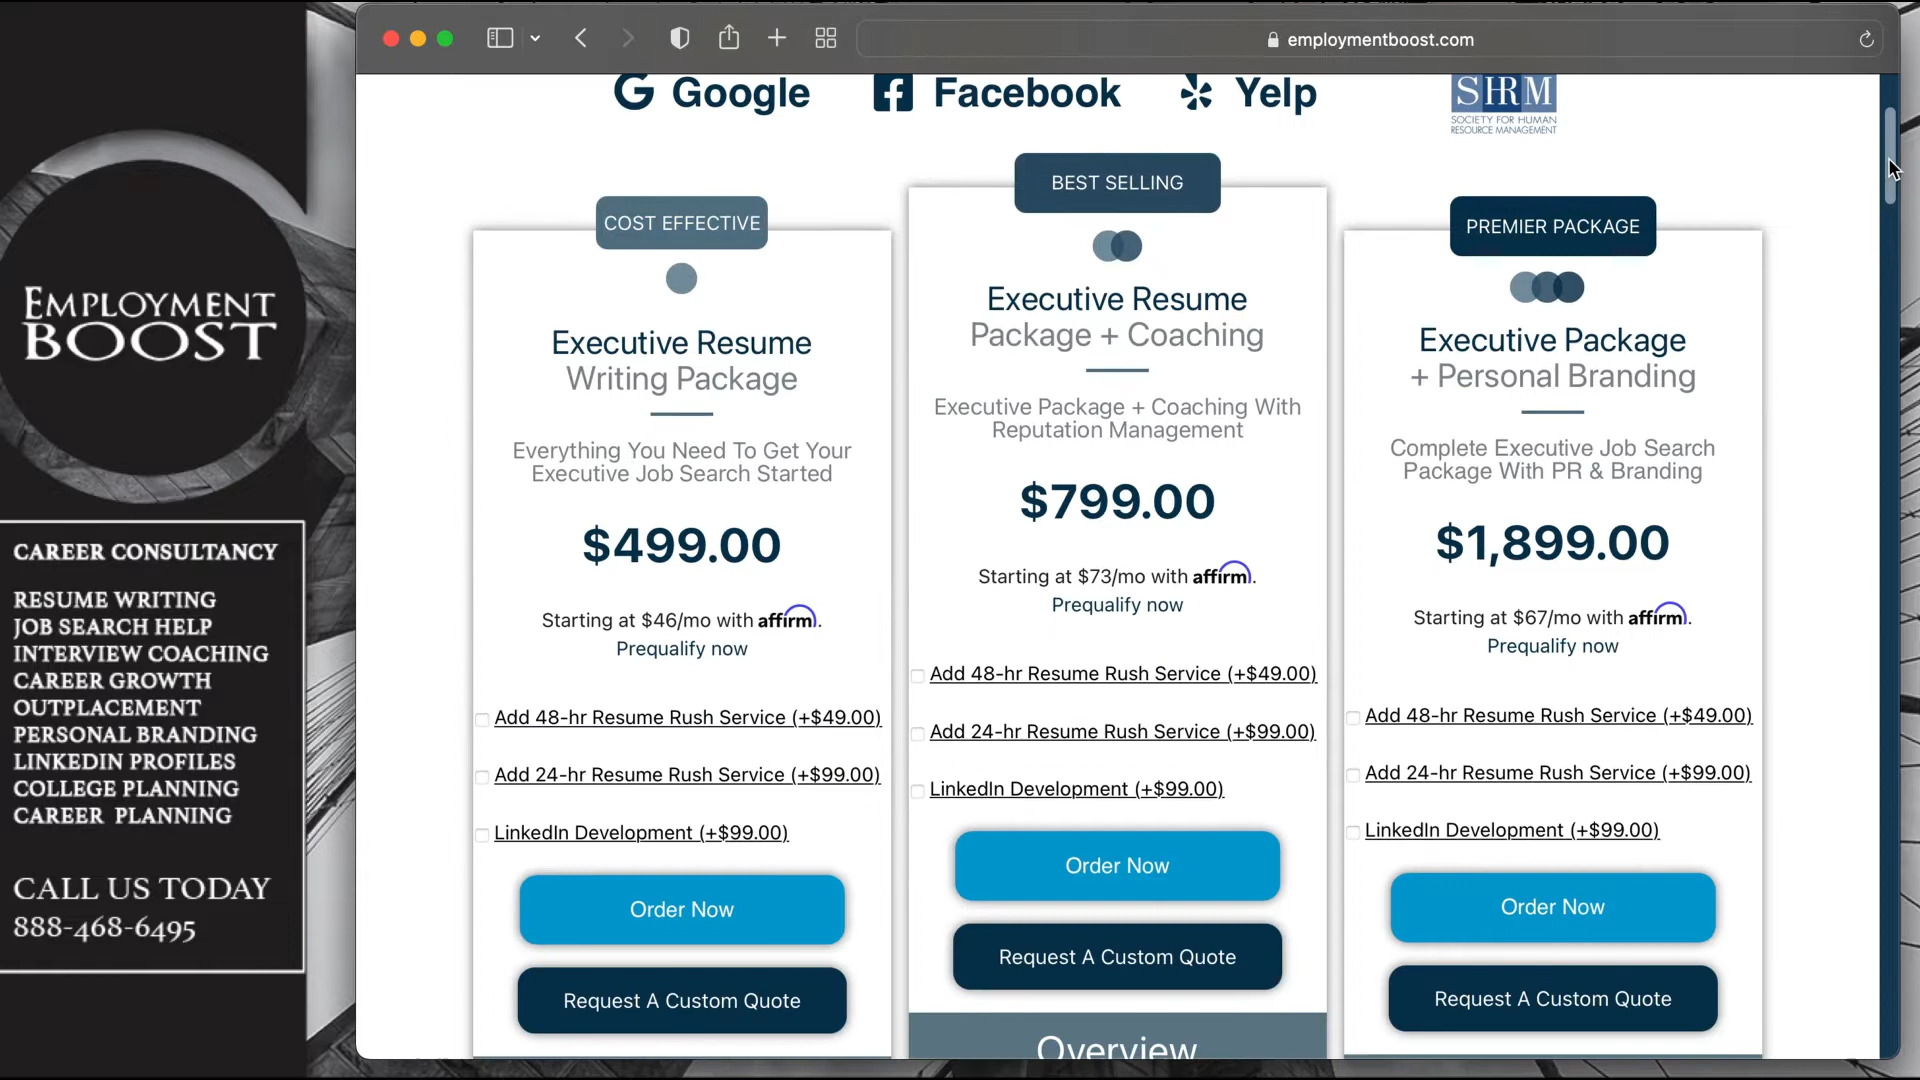 employmentboost.com
Google
Facebook
Yelp
SHRM
SOCIETY FOR HUMAN
RESOURCE MANAGEMENT
EMPLOYMENT
BOOST
CAREER CONSULTANCY
RESUME WRITING
JOB SEARCH HELP
INTERVIEW COACHING
CAREER GROWTH
OUTPLACEMENT
PERSONAL BRANDING
LINKEDIN PROFILES
COLLEGE PLANNING
CAREER PLANNING
CALL US TODAY
888-468-6495
COST EFFECTIVE
Executive Resume
Writing Package
Everything You Need To Get Your
Executive Job Search Started
$499.00
Starting at $46/mo with affirm.
Prequalify now
Add 48-hr Resume Rush Service (+$49.00)
Add 24-hr Resume Rush Service (+$99.00)
LinkedIn Development (+$99.00)
Order Now
Request A Custom Quote
BEST SELLING
Executive Resume
Package + Coaching
Executive Package + Coaching With
Reputation Management
$799.00
Starting at $73/mo with affirm.
Prequalify now
Add 48-hr Resume Rush Service (+$49.00)
Add 24-hr Resume Rush Service (+$99.00)
LinkedIn Development (+$99.00)
Order Now
Request A Custom Quote
Overview
PREMIER PACKAGE
Executive Package
+ Personal Branding
Complete Executive Job Search
Package With PR & Branding
$1,899.00
Starting at $67/mo with affirm.
Prequalify now
Add 48-hr Resume Rush Service (+$49.00)
Add 24-hr Resume Rush Service (+$99.00)
LinkedIn Development (+$99.00)
Order Now
Request A Custom Quote